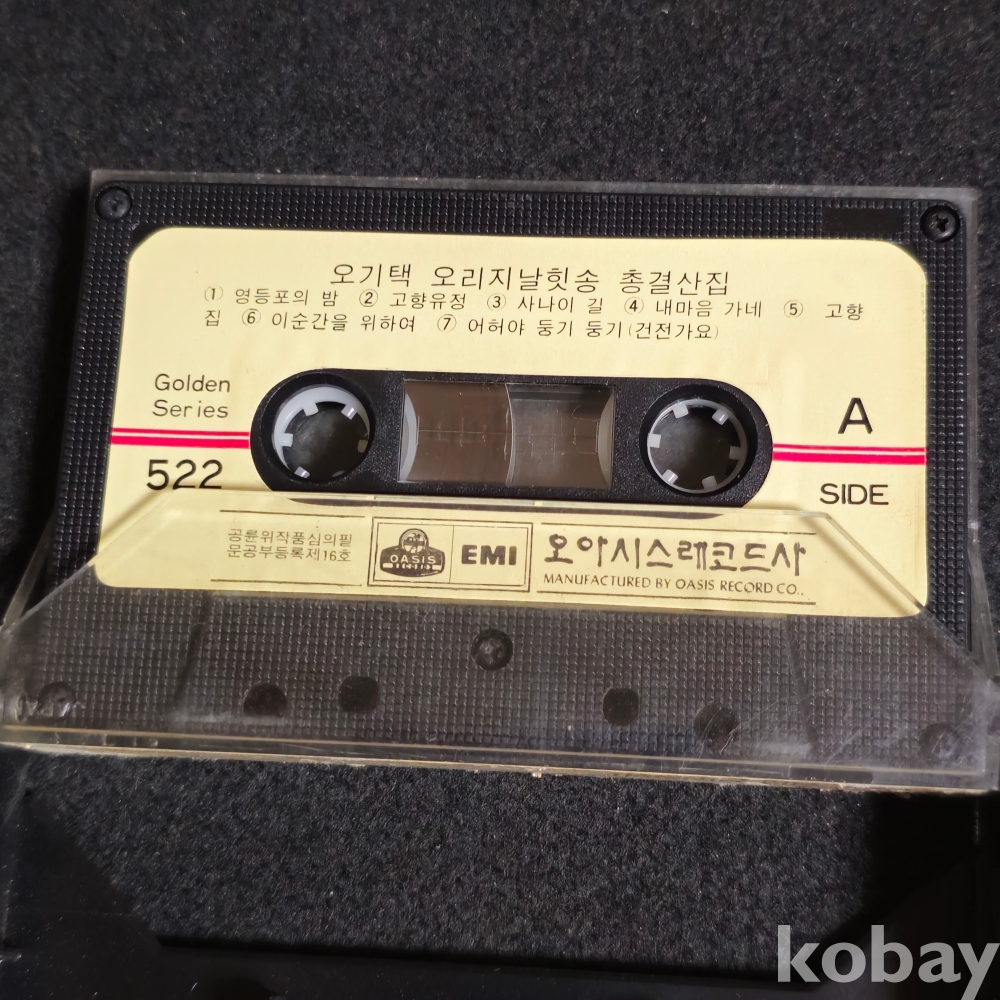 오기택 오리지날힛송 총결산집
① 영등포의 밤 ② 고향유정 ③ 사나이 길 ④ 내마음 가네 ⑤ 고향
집 ⑥ 이순간을 위하여 ⑦ 어허야 둥기 둥기(건전가요)
Golden
Series
A
522
SIDE
공륜위작품심의필
문공부등록제16호
OASIS
RECORD
EMI
오아시스레코드사
MANUFACTURED BY OASIS RECORD CO..
kobay